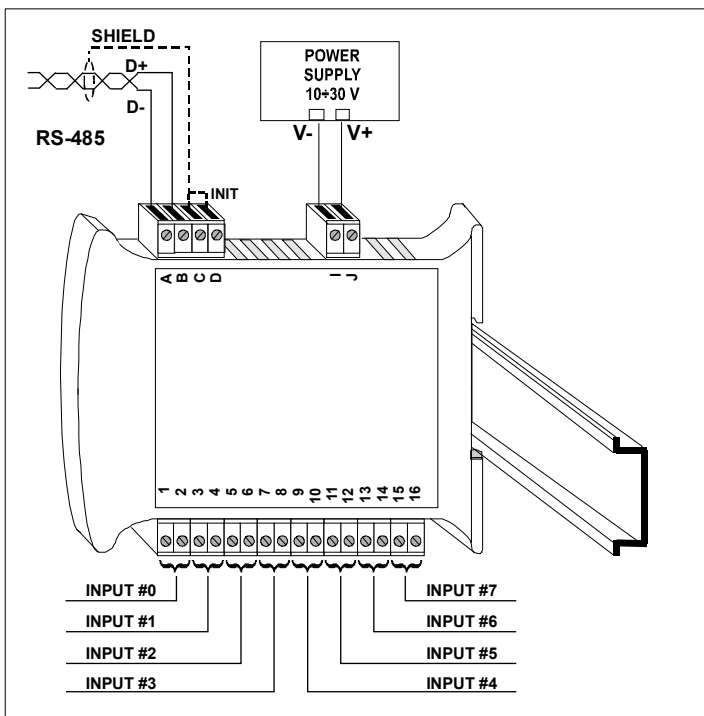 SHIELD
D+
D-
RS-485
POWER
SUPPLY
10÷30 V
V- V+
INIT
A B C D I J
1 2 3 4 5 6 7 8 9 10 11 12 13 14 15 16
INPUT #0 INPUT #7
INPUT #1 INPUT #6
INPUT #2 INPUT #5
INPUT #3 INPUT #4